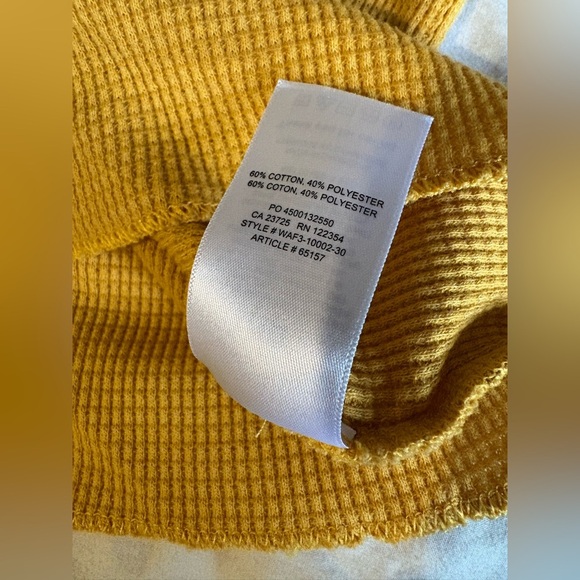 60% COTTON, 40% POLYESTER
60% COTON, 40% POLYESTER
PO 4500132550
CA 23725 RN 122354
STYLE # WAF3-10002-30
ARTICLE # 65157